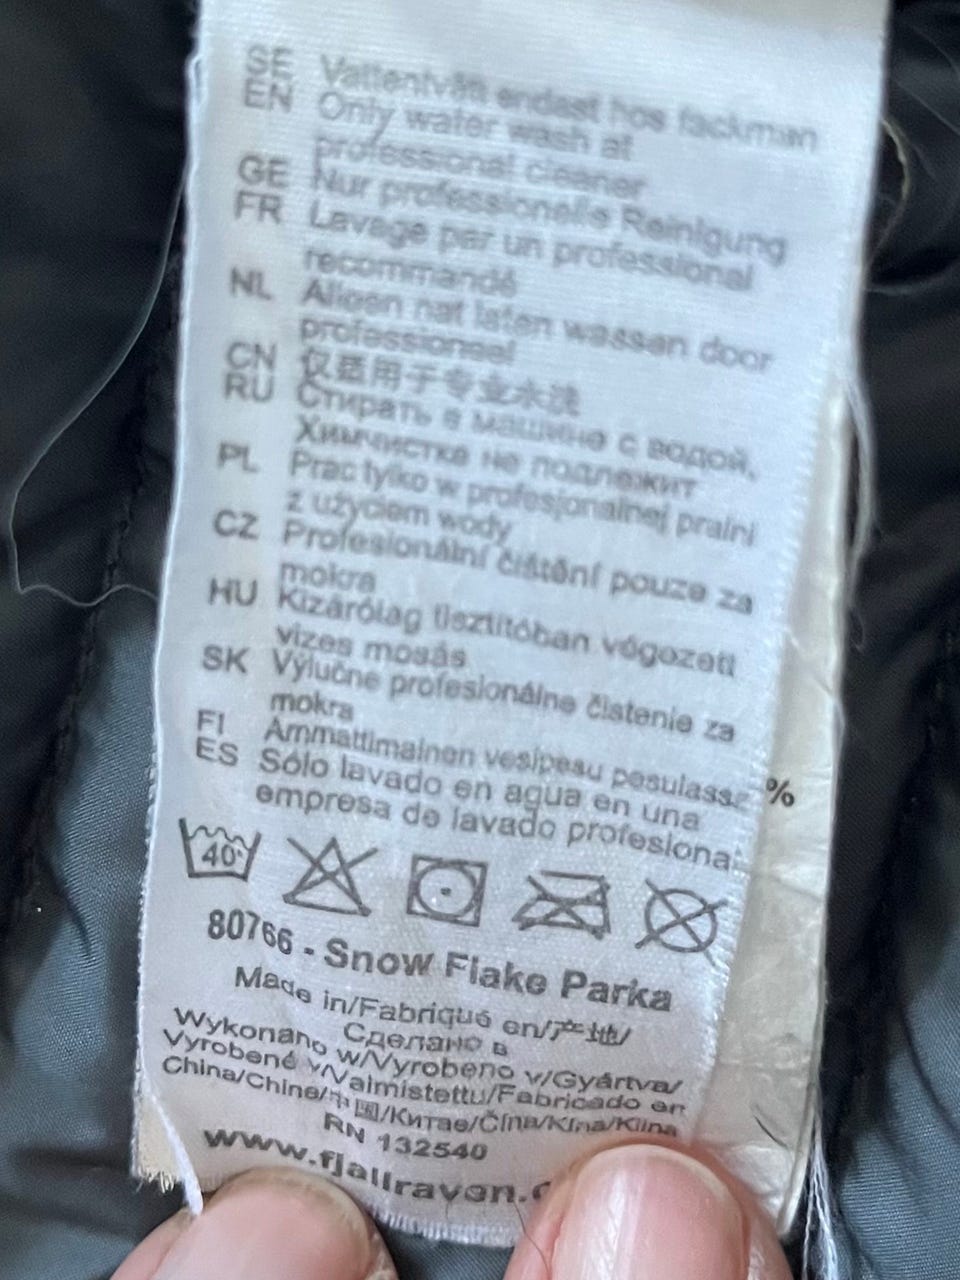 SE Vattentvätt endast hos fackman
EN Only water wash at
professional cleaner
GE Nur professionelle Reinigung
FR Lavage par un professional
recommandé
NL Alleen nat laten wassen door
professioneel
CN 仅适用于专业水洗
RU Стирать в машине с водой,
Химчистке не подлежит
PL Prac tylko w profesjonalnej pralni
z użyciem wody
CZ Profesionální čištění pouze za
mokra
HU Kizárólag tisztítóban végozett
vizes mosás
SK Výlučne profesionálne čistenie za
mokra
FI Ammattimainen vesipesu pesulassa
ES Sólo lavado en agua en una
empresa de lavado profesional
%
40°
80766 - Snow Flake Parka
Made in/Fabriqué en/产地/
Сделано в
Wykonano w/Vyrobeno v/Gyártva/
Vyrobené v/Valmistettu/Fabricado en
China/Chine/中国/Китае/Čína/Kína/Kiina
RN 132540
www.fjallraven.c